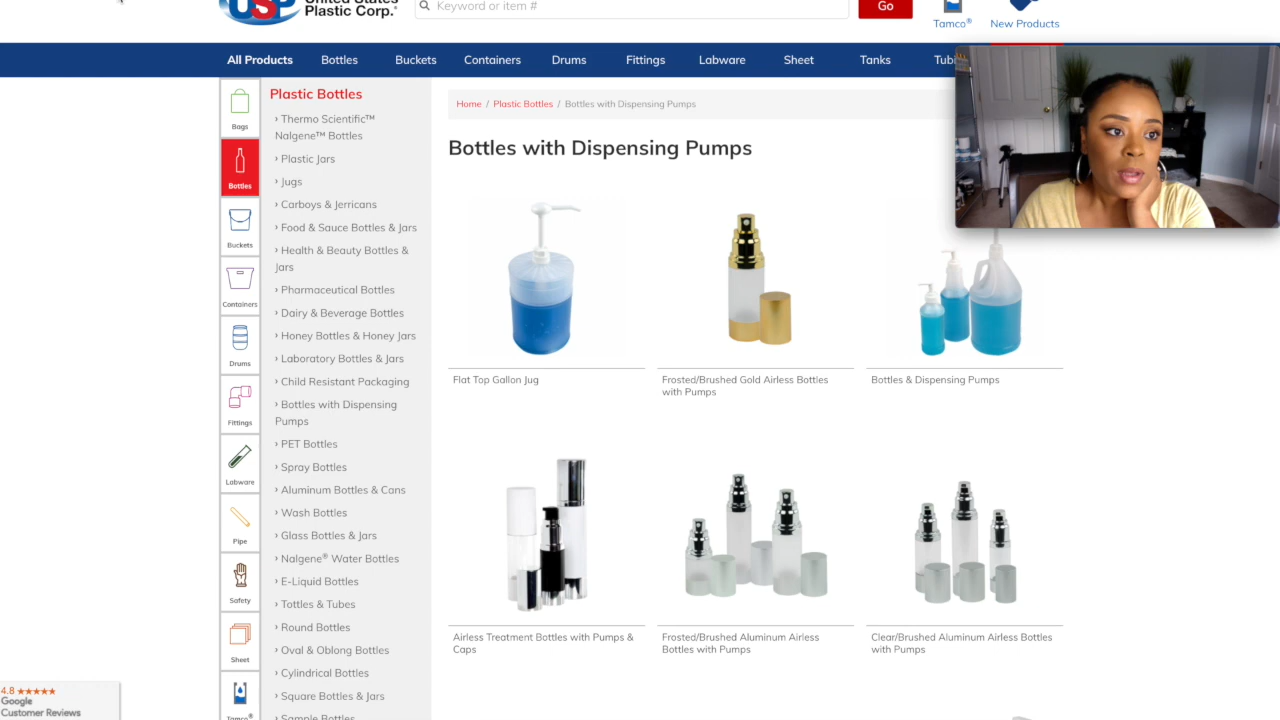 USP
United States
Plastic Corp.®
Keyword or item #
Go
Tamco®
New Products
All Products
Bottles
Buckets
Containers
Drums
Fittings
Labware
Sheet
Tanks
Bags
Bottles
Buckets
Containers
Drums
Fittings
Labware
Pipe
Safety
Sheet
Tamco®
Plastic Bottles
› Thermo Scientific™
Nalgene™ Bottles
› Plastic Jars
› Jugs
› Carboys & Jerricans
› Food & Sauce Bottles & Jars
› Health & Beauty Bottles &
Jars
› Pharmaceutical Bottles
› Dairy & Beverage Bottles
› Honey Bottles & Honey Jars
› Laboratory Bottles & Jars
› Child Resistant Packaging
› Bottles with Dispensing
Pumps
› PET Bottles
› Spray Bottles
› Aluminum Bottles & Cans
› Wash Bottles
› Glass Bottles & Jars
› Nalgene® Water Bottles
› E-Liquid Bottles
› Tottles & Tubes
› Round Bottles
› Oval & Oblong Bottles
› Cylindrical Bottles
› Square Bottles & Jars
› Sample Bottles
Home / Plastic Bottles / Bottles with Dispensing Pumps
Bottles with Dispensing Pumps
Flat Top Gallon Jug
Frosted/Brushed Gold Airless Bottles
with Pumps
Bottles & Dispensing Pumps
Airless Treatment Bottles with Pumps &
Caps
Frosted/Brushed Aluminum Airless
Bottles with Pumps
Clear/Brushed Aluminum Airless Bottles
with Pumps
4.8 ★★★★★
Google
Customer Reviews